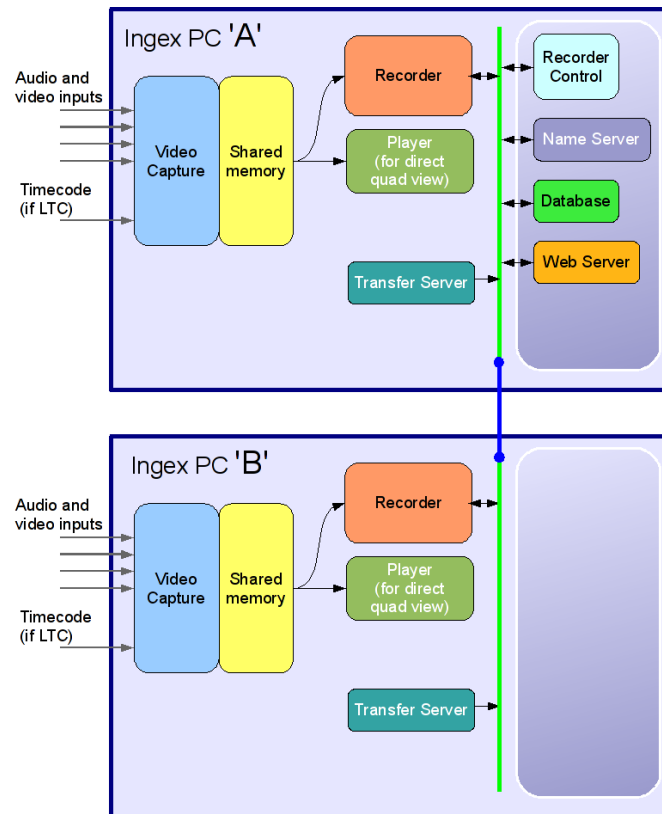 Ingex PC 'A'
Audio and
video inputs
Timecode
(if LTC)
Video
Capture
Shared
memory
Recorder
Player
(for direct
quad view)
Transfer Server
Recorder
Control
Name Server
Database
Web Server
Ingex PC 'B'
Audio and
video inputs
Timecode
(if LTC)
Video
Capture
Shared
memory
Recorder
Player
(for direct
quad view)
Transfer Server